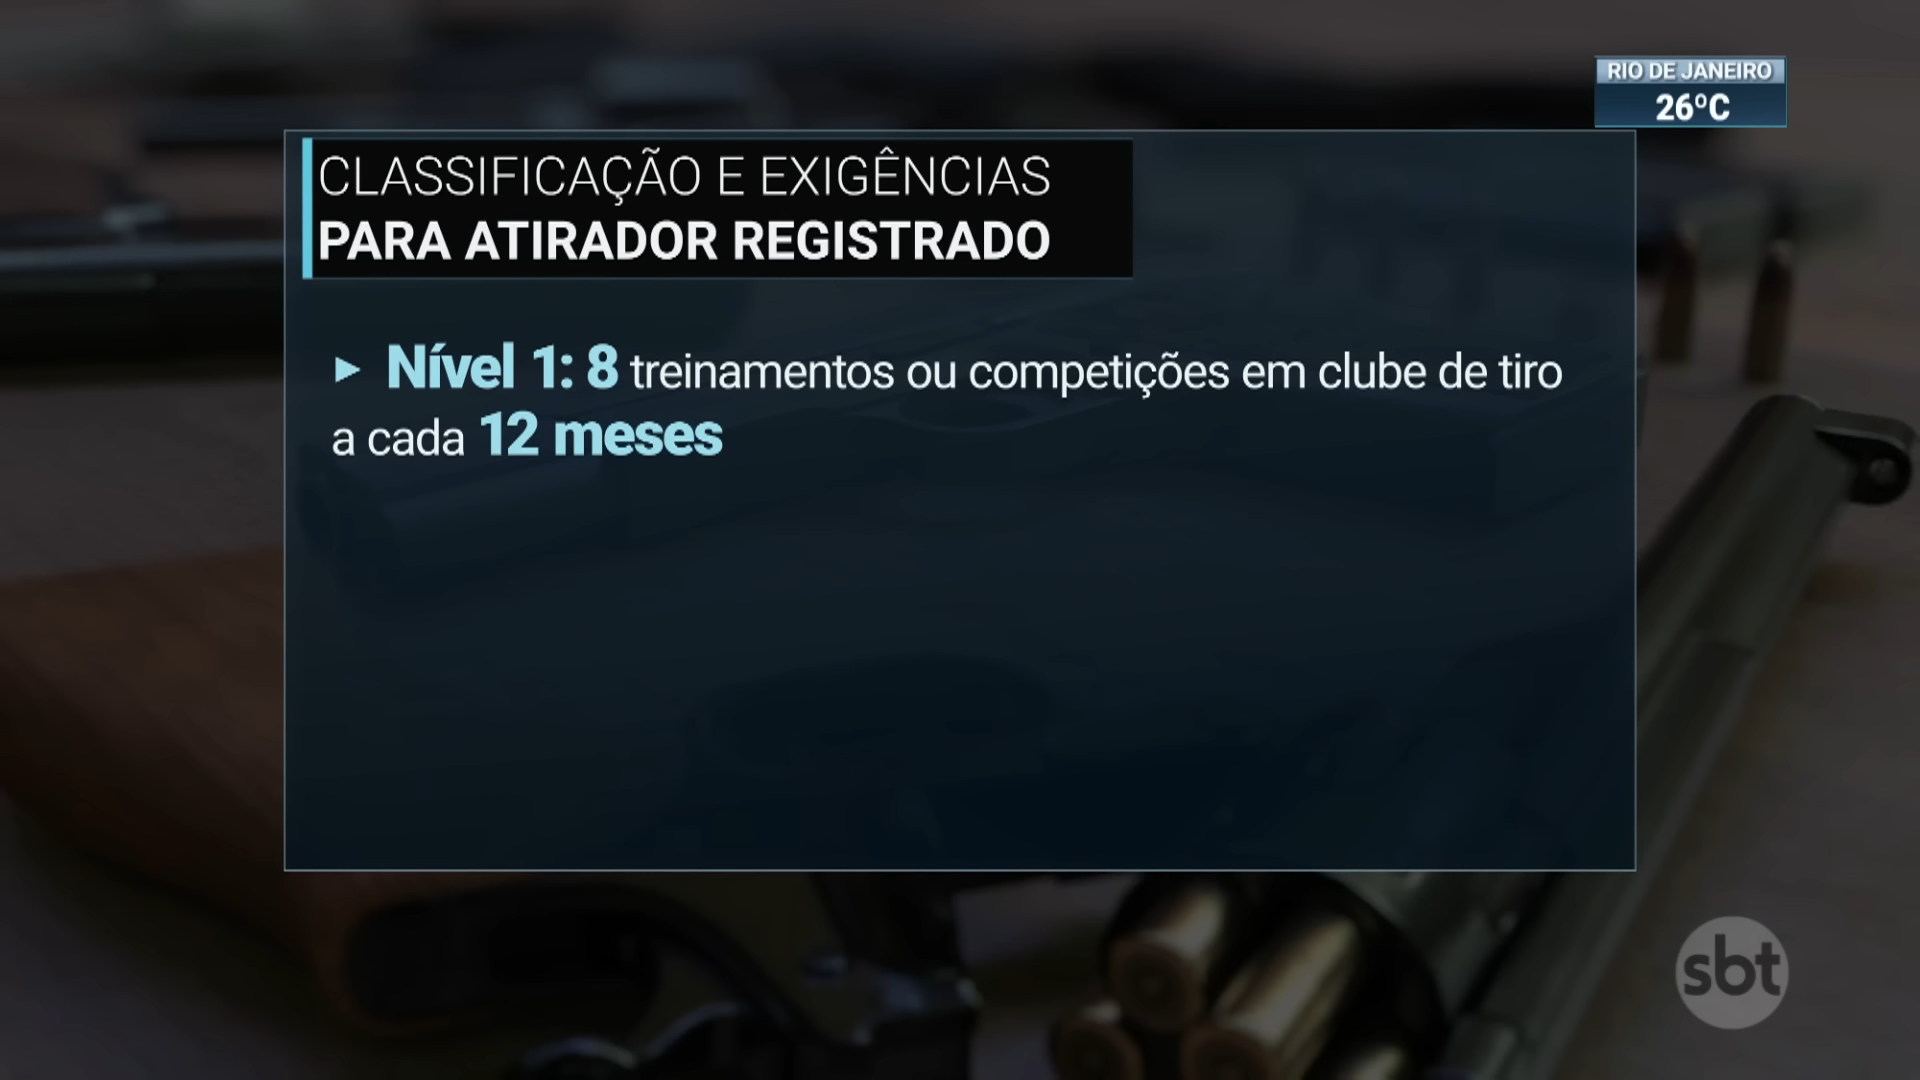 RIO DE JANEIRO
26ºC
CLASSIFICAÇÃO E EXIGÊNCIAS
PARA ATIRADOR REGISTRADO
► Nível 1: 8 treinamentos ou competições em clube de tiro
a cada 12 meses
sbt